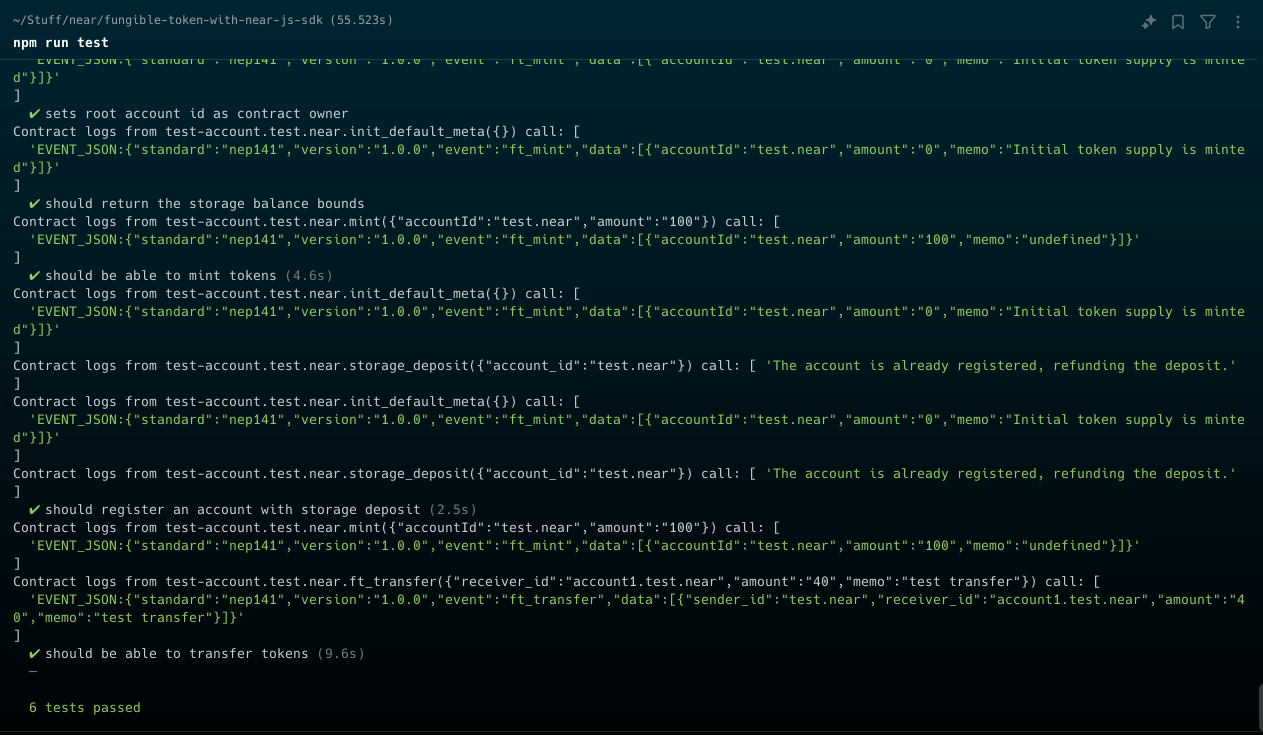 ~/Stuff/near/fungible-token-with-near-js-sdk (55.523s)
npm run test
'EVENT_JSON:{"standard":"nep141","version":"1.0.0","event":"ft_mint","data":[{"accountId":"test.near","amount":"0","memo":"Initial token supply is minte
d"}]}'
]
✔ sets root account id as contract owner
Contract logs from test-account.test.near.init_default_meta({}) call: [
'EVENT_JSON:{"standard":"nep141","version":"1.0.0","event":"ft_mint","data":[{"accountId":"test.near","amount":"0","memo":"Initial token supply is minte
d"}]}'
]
✔ should return the storage balance bounds
Contract logs from test-account.test.near.mint({"accountId":"test.near","amount":"100"}) call: [
'EVENT_JSON:{"standard":"nep141","version":"1.0.0","event":"ft_mint","data":[{"accountId":"test.near","amount":"100","memo":"undefined"}]}'
]
✔ should be able to mint tokens (4.6s)
Contract logs from test-account.test.near.init_default_meta({}) call: [
'EVENT_JSON:{"standard":"nep141","version":"1.0.0","event":"ft_mint","data":[{"accountId":"test.near","amount":"0","memo":"Initial token supply is minte
d"}]}'
]
Contract logs from test-account.test.near.storage_deposit({"account_id":"test.near"}) call: [ 'The account is already registered, refunding the deposit.'
]
Contract logs from test-account.test.near.init_default_meta({}) call: [
'EVENT_JSON:{"standard":"nep141","version":"1.0.0","event":"ft_mint","data":[{"accountId":"test.near","amount":"0","memo":"Initial token supply is minte
d"}]}'
]
Contract logs from test-account.test.near.storage_deposit({"account_id":"test.near"}) call: [ 'The account is already registered, refunding the deposit.'
]
✔ should register an account with storage deposit (2.5s)
Contract logs from test-account.test.near.mint({"accountId":"test.near","amount":"100"}) call: [
'EVENT_JSON:{"standard":"nep141","version":"1.0.0","event":"ft_mint","data":[{"accountId":"test.near","amount":"100","memo":"undefined"}]}'
]
Contract logs from test-account.test.near.ft_transfer({"receiver_id":"account1.test.near","amount":"40","memo":"test transfer"}) call: [
'EVENT_JSON:{"standard":"nep141","version":"1.0.0","event":"ft_transfer","data":[{"sender_id":"test.near","receiver_id":"account1.test.near","amount":"4
0","memo":"test transfer"}]}'
]
✔ should be able to transfer tokens (9.6s)
─
6 tests passed